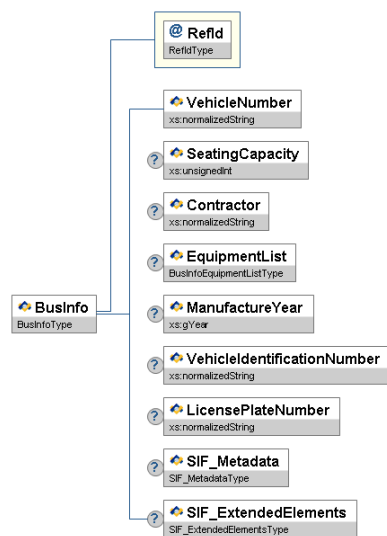 @ RefId
RefIdType
VehicleNumber
xs:normalizedString
? SeatingCapacity
xs:unsignedInt
? Contractor
xs:normalizedString
? EquipmentList
BusInfoEquipmentListType
BusInfo
BusInfoType
? ManufactureYear
xs:gYear
? VehicleIdentificationNumber
xs:normalizedString
? LicensePlateNumber
xs:normalizedString
? SIF_Metadata
SIF_MetadataType
? SIF_ExtendedElements
SIF_ExtendedElementsType